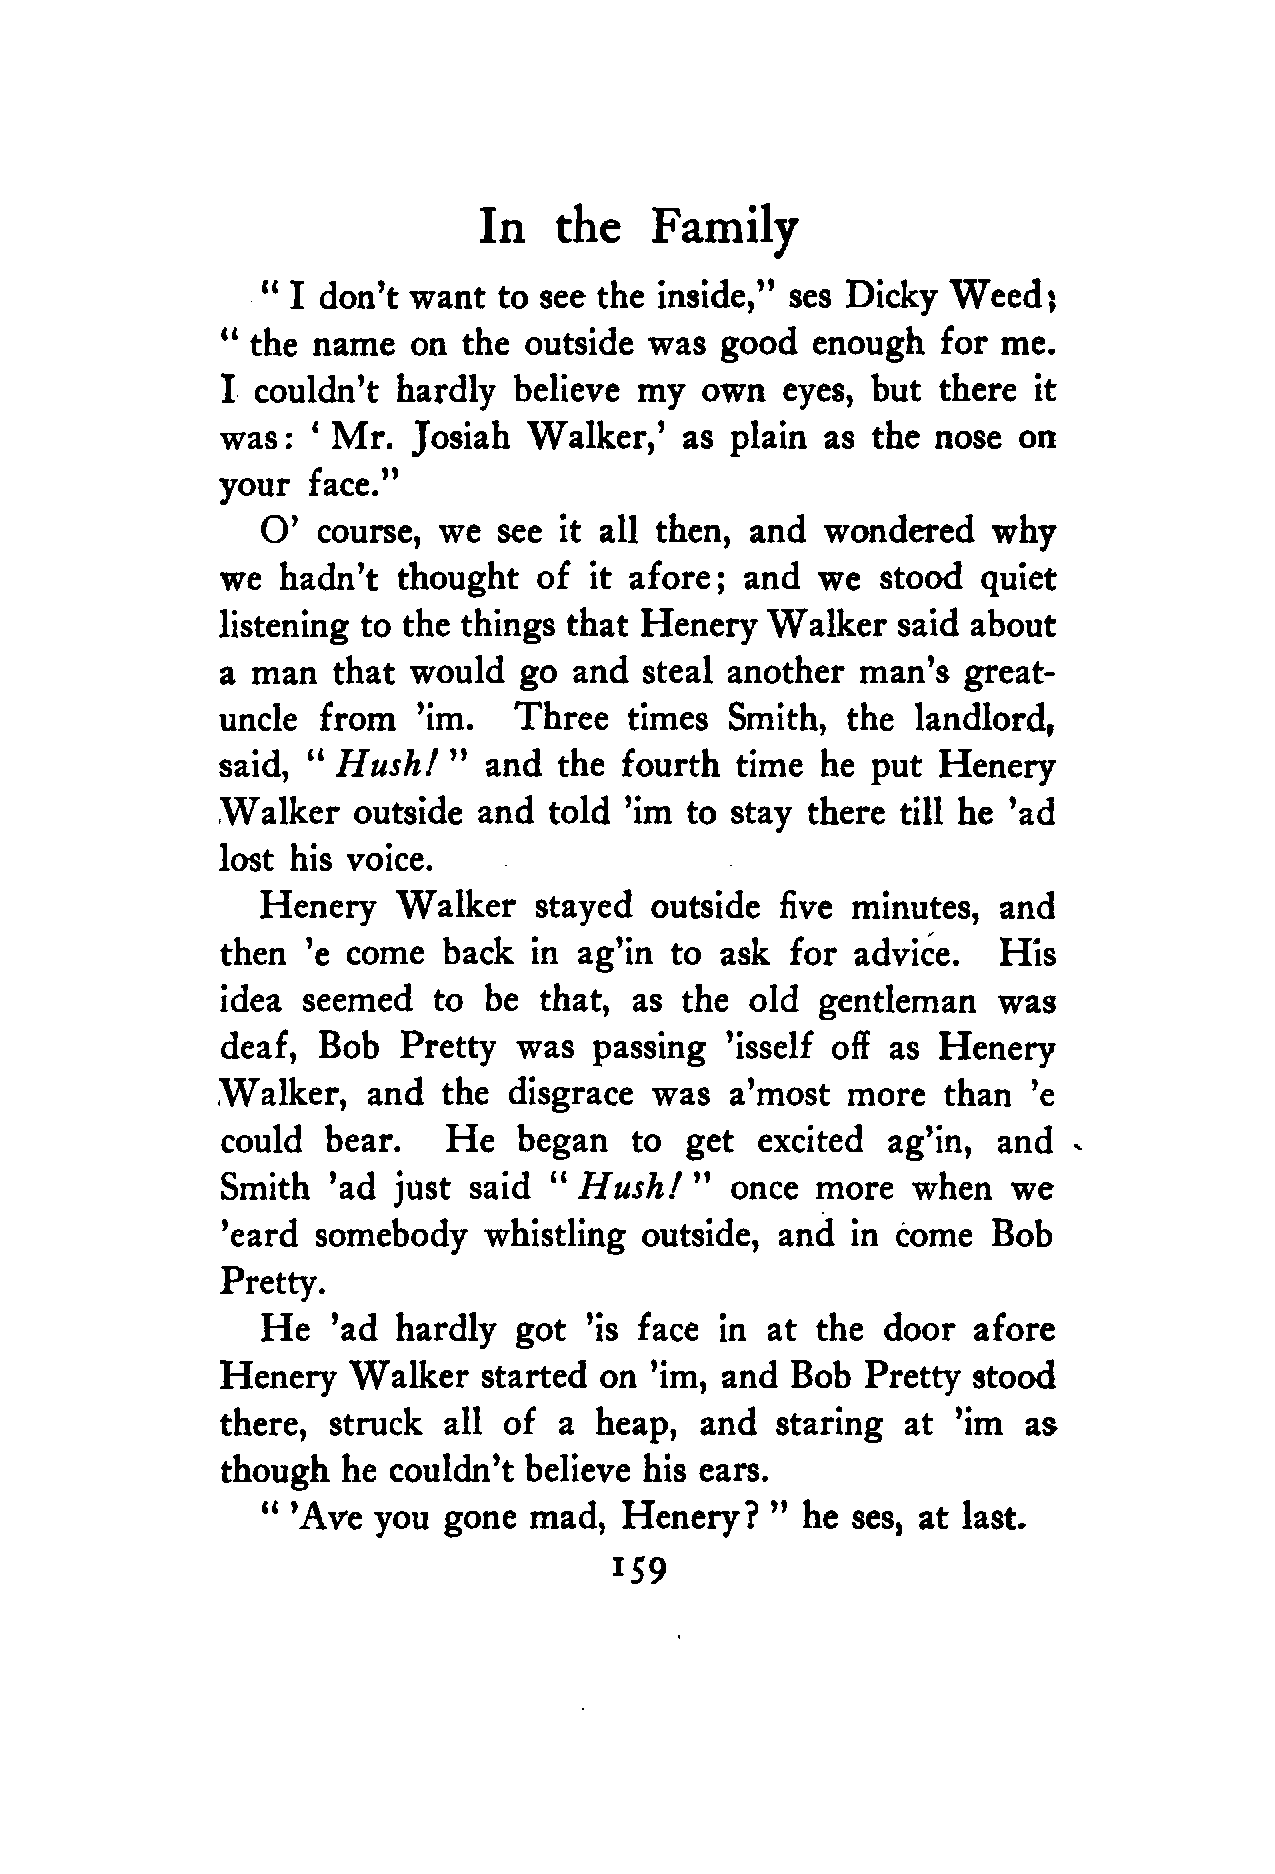 In the Family
" I don't want to see the inside," ses Dicky Weed;
" the name on the outside was good enough for me.
I couldn't hardly believe my own eyes, but there it
was: ' Mr. Josiah Walker,' as plain as the nose on
your face."
O' course, we see it all then, and wondered why
we hadn't thought of it afore; and we stood quiet
listening to the things that Henery Walker said about
a man that would go and steal another man's great-
uncle from 'im. Three times Smith, the landlord,
said, " Hush! " and the fourth time he put Henery
Walker outside and told 'im to stay there till he 'ad
lost his voice.
Henery Walker stayed outside five minutes, and
then 'e come back in ag'in to ask for advice. His
idea seemed to be that, as the old gentleman was
deaf, Bob Pretty was passing 'isself off as Henery
Walker, and the disgrace was a'most more than 'e
could bear. He began to get excited ag'in, and
Smith 'ad just said " Hush! " once more when we
'eard somebody whistling outside, and in come Bob
Pretty.
He 'ad hardly got 'is face in at the door afore
Henery Walker started on 'im, and Bob Pretty stood
there, struck all of a heap, and staring at 'im as
though he couldn't believe his ears.
" 'Ave you gone mad, Henery? " he ses, at last.
159